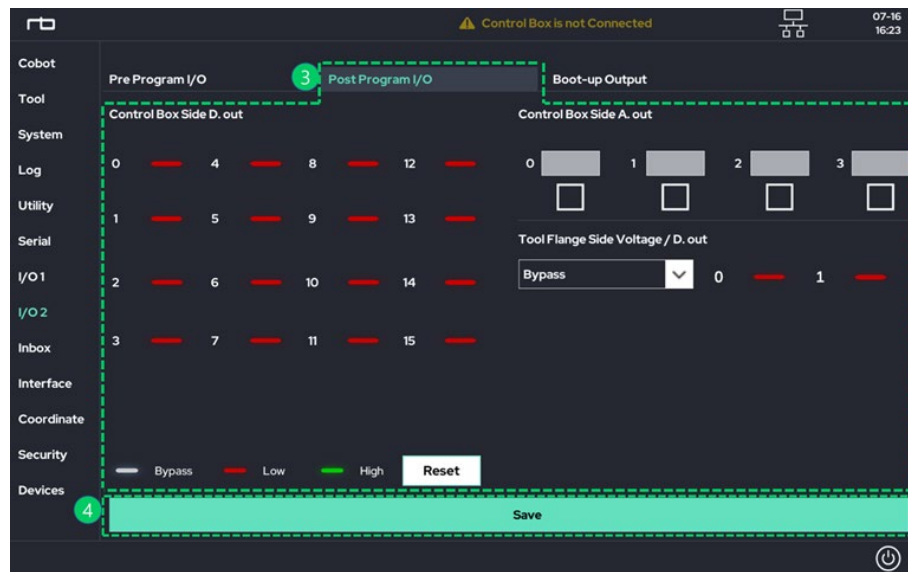 rb
Control Box is not Connected
07-16
16:23
Cobot
Tool
System
Log
Utility
Serial
I/O 1
I/O 2
Inbox
Interface
Coordinate
Security
Devices
Pre Program I/O
3
Post Program I/O
Boot-up Output
Control Box Side D. out
0 4 8 12
1 5 9 13
2 6 10 14
3 7 11 15
Bypass Low High Reset
Control Box Side A. out
0 1 2 3
Tool Flange Side Voltage / D. out
Bypass 0 1
4
Save